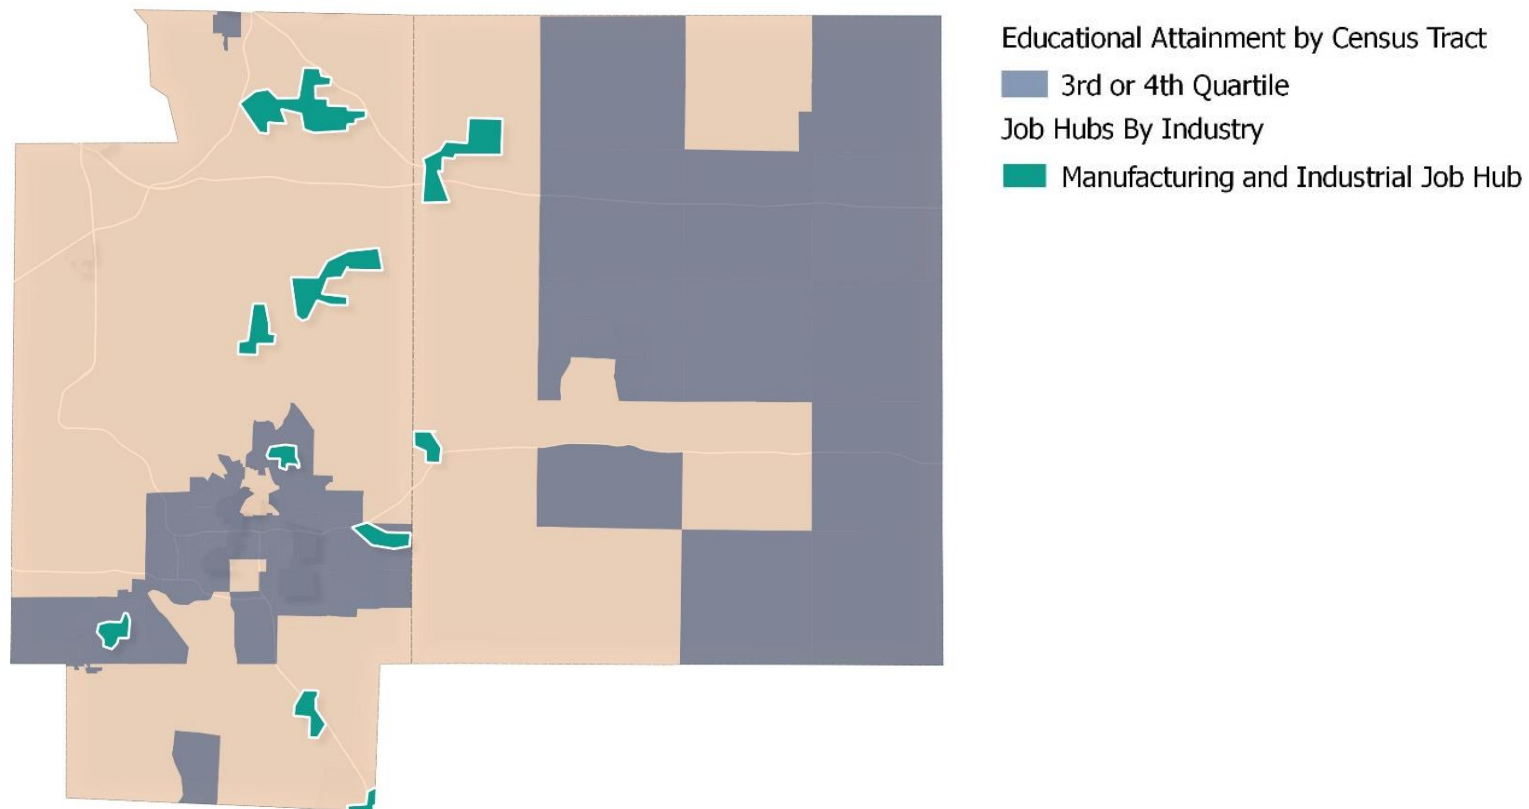 Educational Attainment by Census Tract
3rd or 4th Quartile
Job Hubs By Industry
Manufacturing and Industrial Job Hub